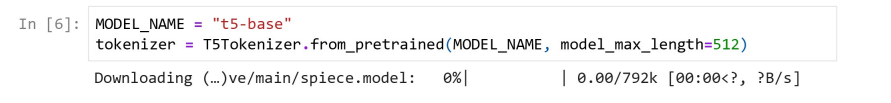 In [6]: MODEL_NAME = "t5-base"
tokenizer = T5Tokenizer.from_pretrained(MODEL_NAME, model_max_length=512)
Downloading (…)ve/main/spiece.model:   0%|          | 0.00/792k [00:00<?, ?B/s]